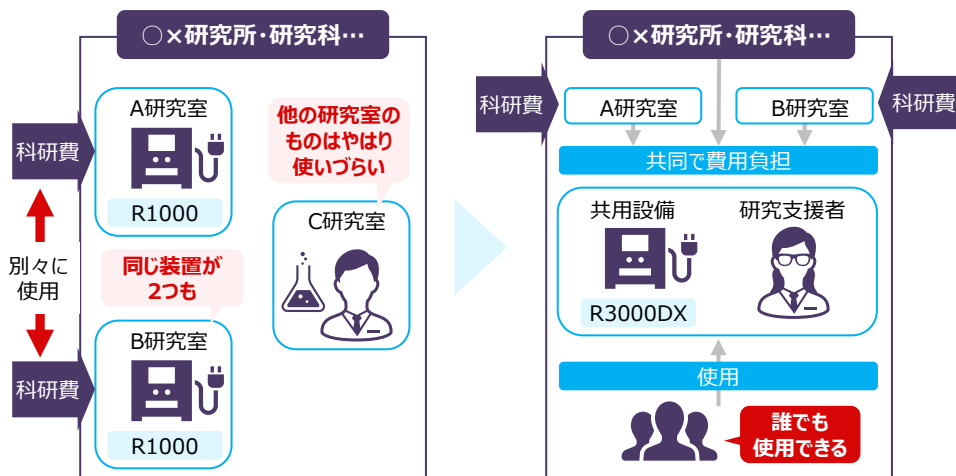 ○×研究所・研究科…
科研費
A研究室
R1000
他の研究室の
ものはやはり
使いづらい
C研究室
別々に
使用
同じ装置が
2つも
科研費
B研究室
R1000
○×研究所・研究科…
科研費
A研究室
B研究室
科研費
共同で費用負担
共用設備
研究支援者
R3000DX
使用
誰でも
使用できる